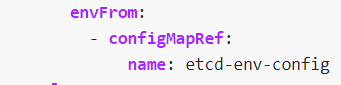 envFrom:
- configMapRef:
name: etcd-env-config